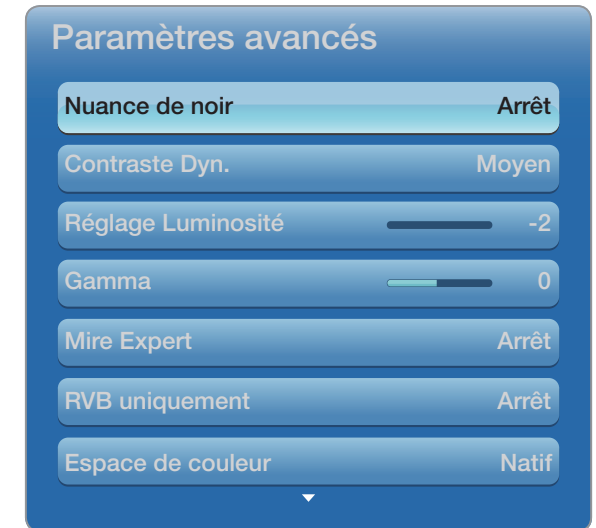 Paramètres avancés
Nuance de noir Arrêt
Contraste Dyn. Moyen
Réglage Luminosité -2
Gamma 0
Mire Expert Arrêt
RVB uniquement Arrêt
Espace de couleur Natif